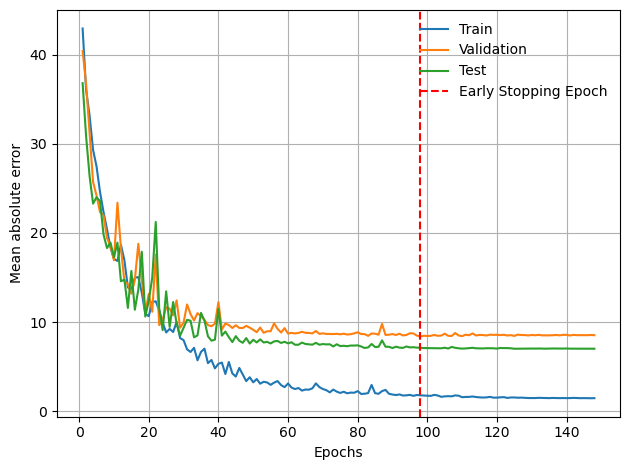 Train
Validation
Test
Early Stopping Epoch
40
30
20
10
0
Mean absolute error
0 20 40 60 80 100 120 140
Epochs